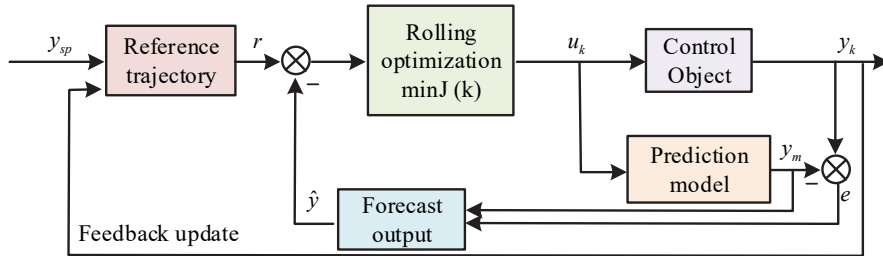 y_sp
Reference
trajectory
r
−
Rolling
optimization
minJ (k)
u_k
Control
Object
y_k
Prediction
model
y_m
−
e
ŷ
Forecast
output
Feedback update